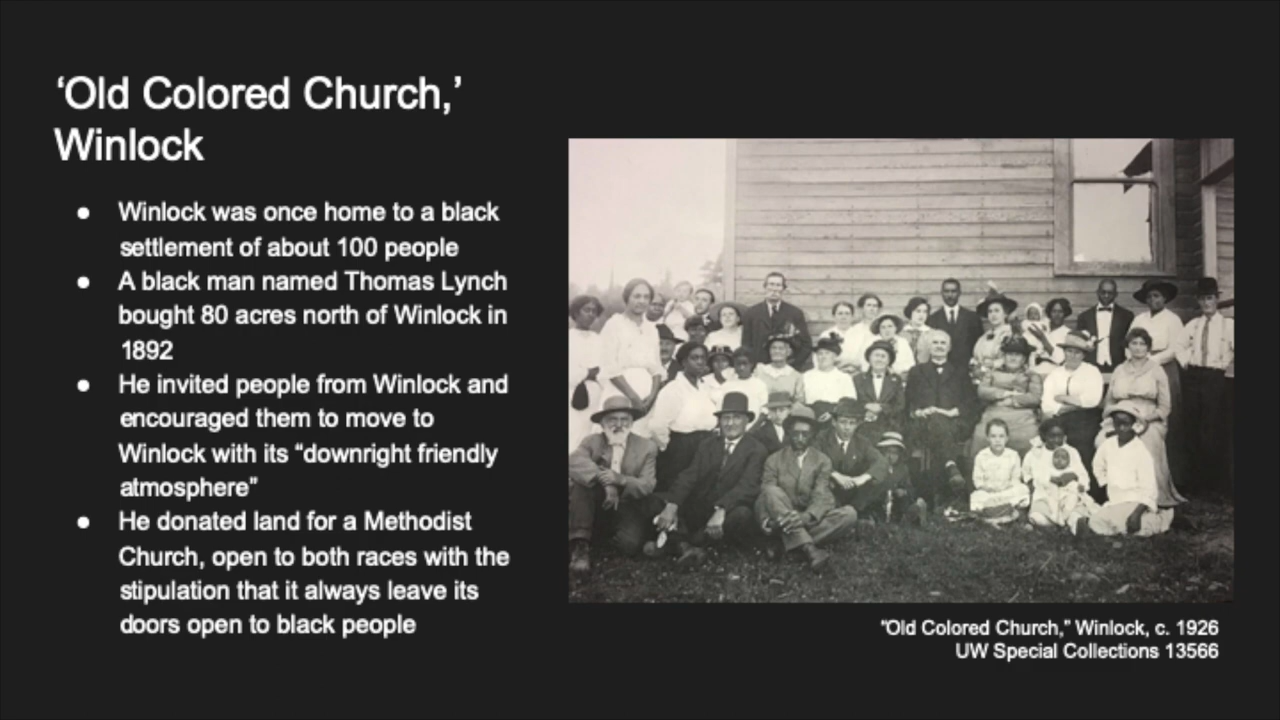 ‘Old Colored Church,’
Winlock
● Winlock was once home to a black
settlement of about 100 people
● A black man named Thomas Lynch
bought 80 acres north of Winlock in
1892
● He invited people from Winlock and
encouraged them to move to
Winlock with its “downright friendly
atmosphere”
● He donated land for a Methodist
Church, open to both races with the
stipulation that it always leave its
doors open to black people
"Old Colored Church," Winlock, c. 1926
UW Special Collections 13566